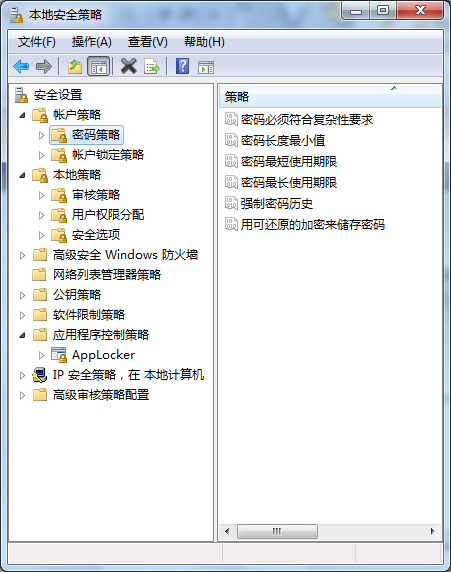 本地安全策略
文件(F) 操作(A) 查看(V) 帮助(H)
安全设置
帐户策略
密码策略
帐户锁定策略
本地策略
审核策略
用户权限分配
安全选项
高级安全 Windows 防火墙
网络列表管理器策略
公钥策略
软件限制策略
应用程序控制策略
AppLocker
IP 安全策略，在 本地计算机
高级审核策略配置
策略
密码必须符合复杂性要求
密码长度最小值
密码最短使用期限
密码最长使用期限
强制密码历史
用可还原的加密来储存密码